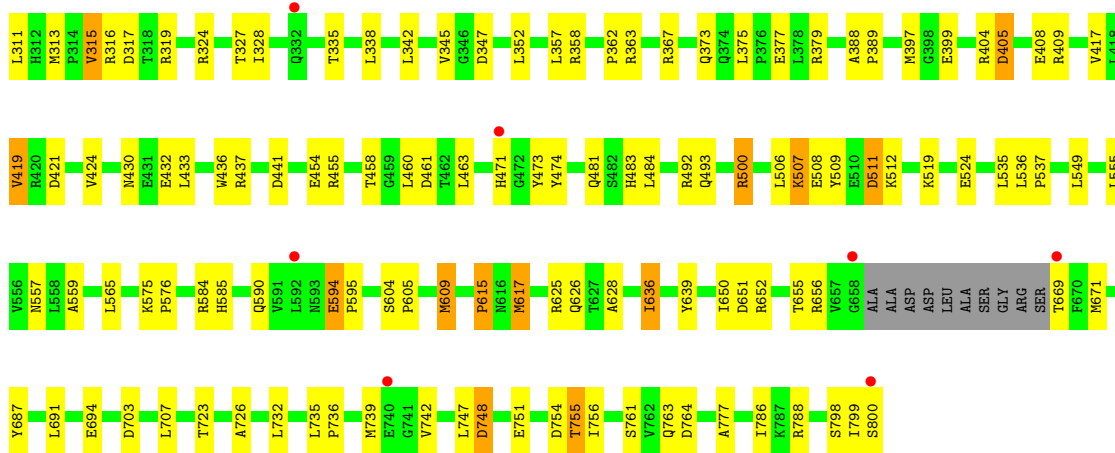 L311 H312 M313 P314 V315 R316 D317 T318 R319 R324 T327 I328 Q332 T335 L338 L342 V345 G346 D347 L352 L357 R358 P362 R363 R367 Q373 Q374 L375 P376 E377 L378 R379 A388 P389 M397 G398 E399 R404 D405 E408 R409 V417 L418
V419 R420 D421 V424 N430 E431 E432 L433 W436 R437 D441 E454 R455 T458 G459 L460 D461 T462 L463 H471 G472 Y473 Y474 Q481 S482 H483 L484 R492 Q493 R500 L506 K507 E508 Y509 E510 D511 K512 K519 E524 L535 L536 P537 L549 L555
V556 N557 L558 A559 L565 K575 P576 R584 H585 Q590 V591 L592 N593 E594 P595 S604 P605 M609 P615 N616 M617 R625 Q626 T627 A628 I636 Y639 I650 D651 R652 T655 R656 V657 G658 ALA ALA ASP ASP LEU ALA SER GLY ARG SER T669 F670 M671
Y687 L691 E694 D703 L707 T723 A726 L732 L735 P736 M739 E740 G741 V742 L747 D748 E751 D754 T755 I756 S761 V762 Q763 D764 A777 I786 K787 R788 S798 I799 S800